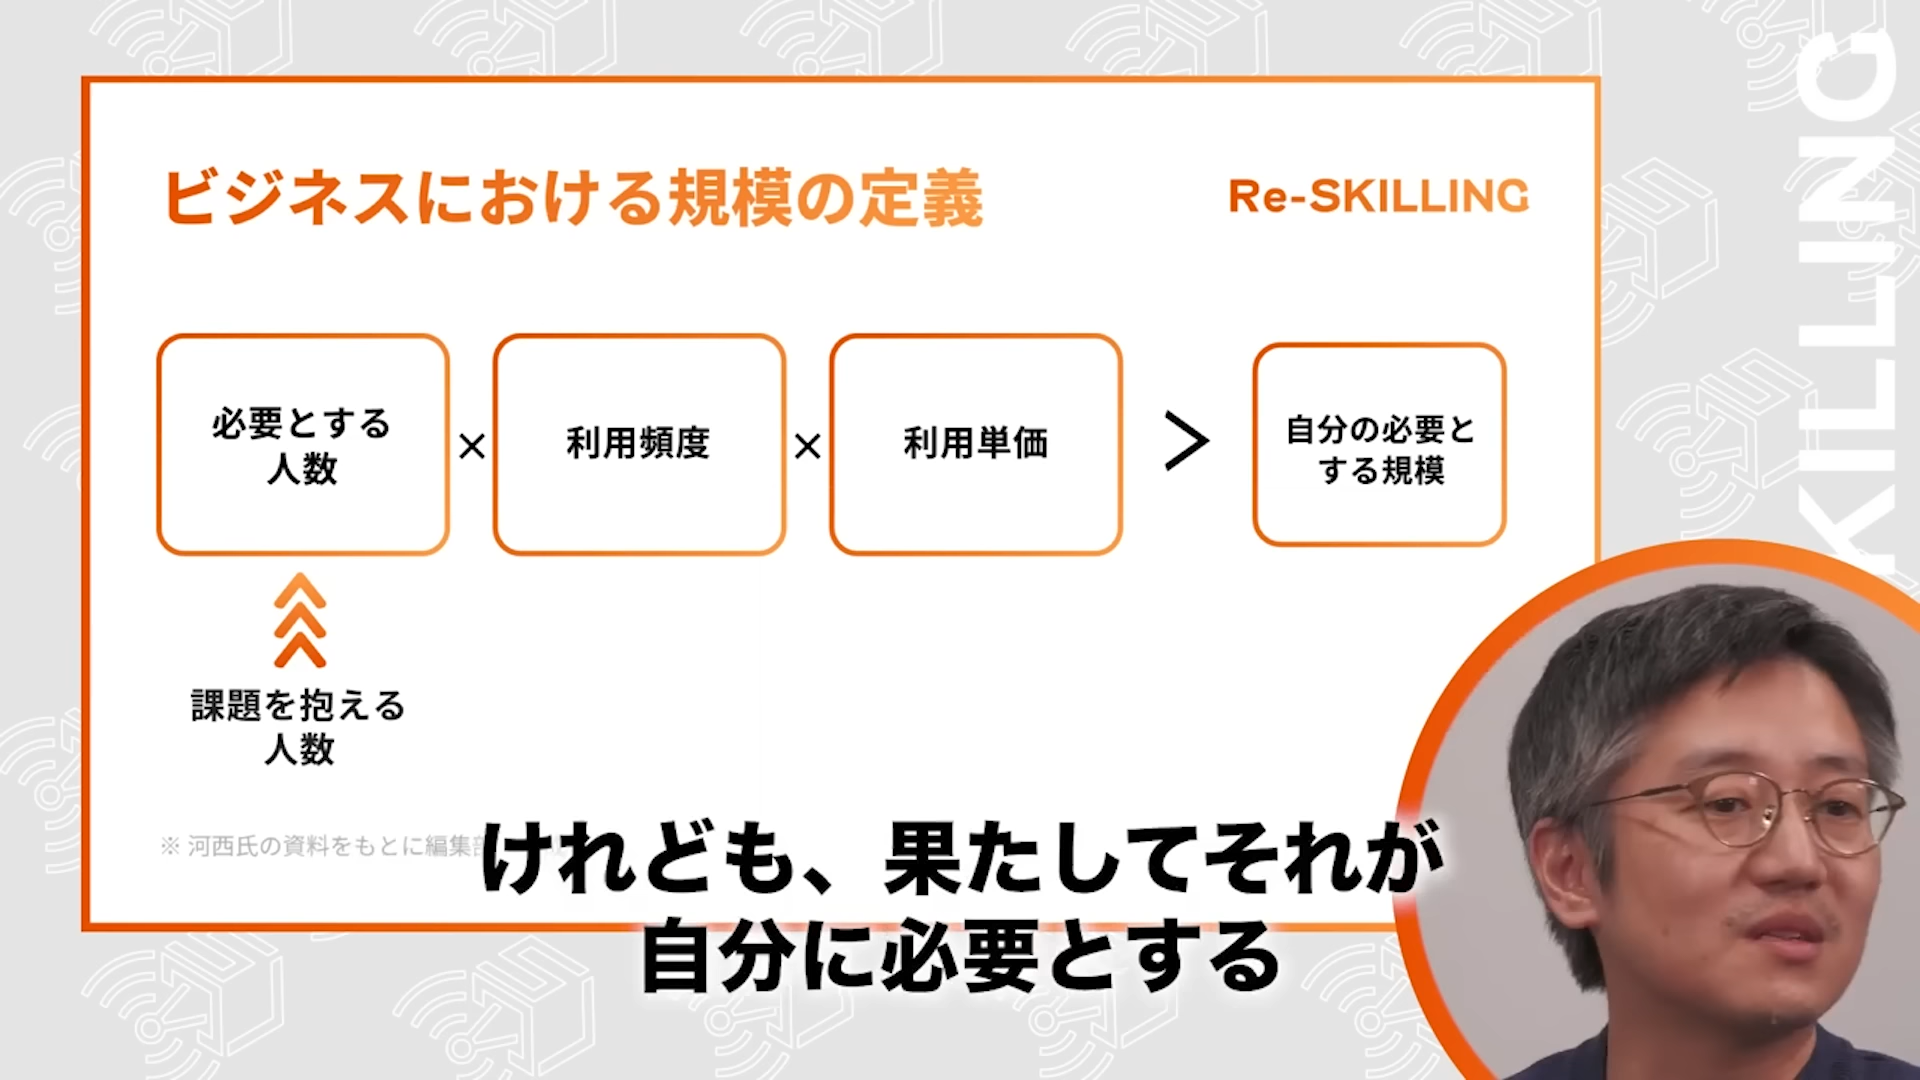 ビジネスにおける規模の定義
Re-SKILLING
必要とする
人数
×
利用頻度
×
利用単価
>
自分の必要と
する規模
課題を抱える
人数
※ 河西氏の資料をもとに編集
けれども、果たしてそれが
自分に必要とする
KILLING